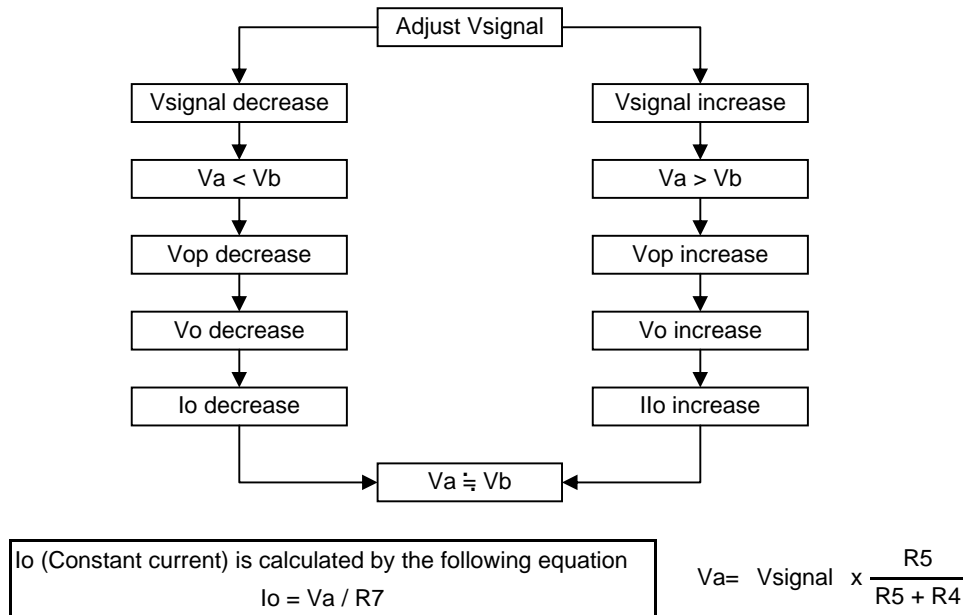 Adjust Vsignal
Vsignal decrease
Vsignal increase
Va < Vb
Va > Vb
Vop decrease
Vop increase
Vo decrease
Vo increase
Io decrease
IIo increase
Va ≒ Vb
Io (Constant current) is calculated by the following equation
Io = Va / R7
Va= Vsignal x R5
R5 + R4